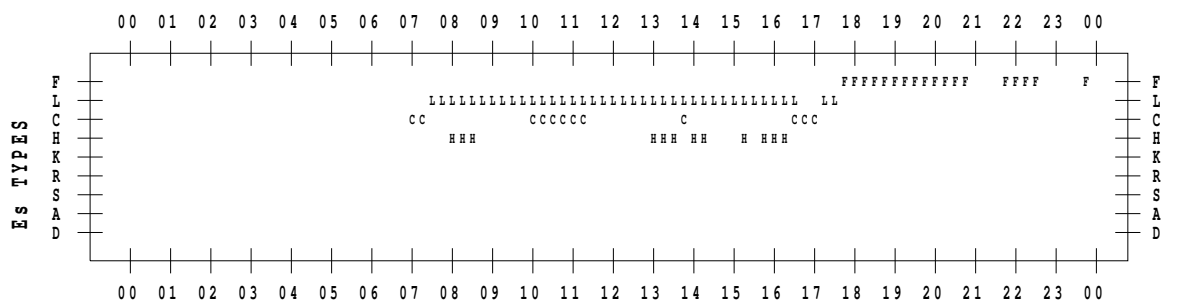 00 01 02 03 04 05 06 07 08 09 10 11 12 13 14 15 16 17 18 19 20 21 22 23 00
F FFFFFFFFFFFFF FFFF F F
L LLLLLLLLLLLLLLLLLLLLLLLLLLLLLLLLLLLLL LL L
C CC CCCCCC C CCC C
H HHH HHH HH H HHH H
K K
R R
S S
A A
D D
Es TYPES
00 01 02 03 04 05 06 07 08 09 10 11 12 13 14 15 16 17 18 19 20 21 22 23 00